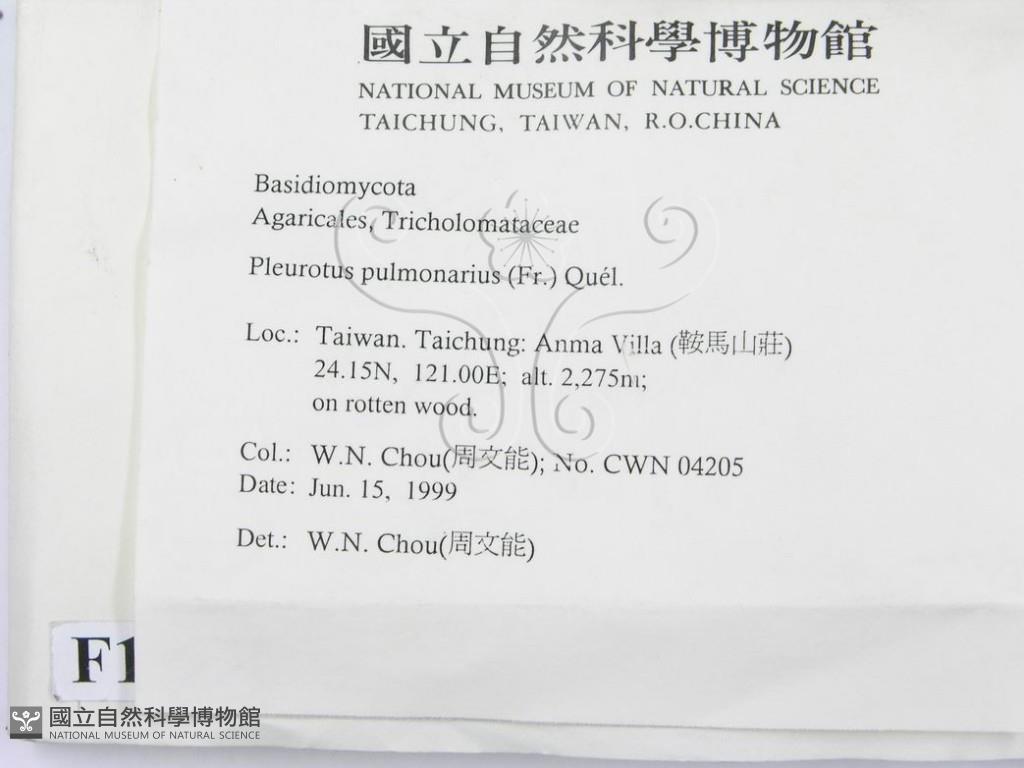 國立自然科學博物館
NATIONAL MUSEUM OF NATURAL SCIENCE
TAICHUNG, TAIWAN, R.O.CHINA
Basidiomycota
Agaricales, Tricholomataceae
Pleurotus pulmonarius (Fr.) Quél.
Loc.: Taiwan. Taichung: Anma Villa (鞍馬山莊)
24.15N, 121.00E; alt. 2,275m;
on rotten wood.
Col.: W.N. Chou(周文能); No. CWN 04205
Date: Jun. 15, 1999
Det.: W.N. Chou(周文能)
F1
國立自然科學博物館
NATIONAL MUSEUM OF NATURAL SCIENCE